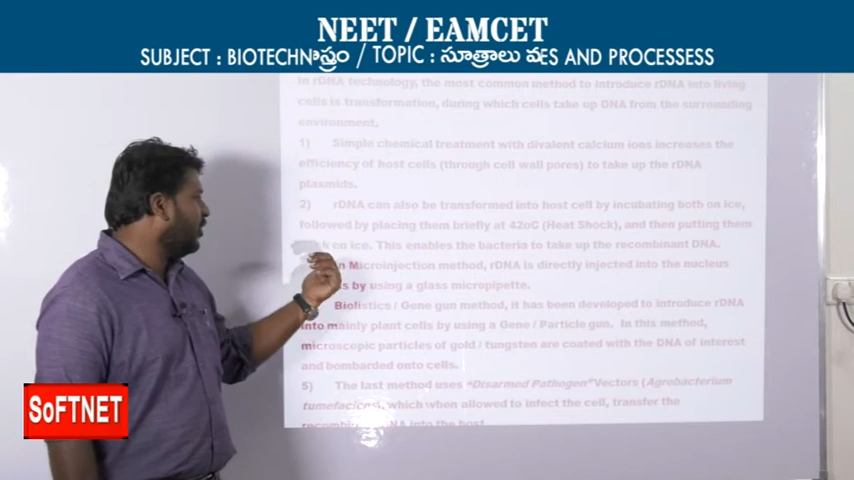 NEET / EAMCET
SUBJECT : BIOTECHNాస్త్రం / TOPIC : సూత్రాలు వES AND PROCESSESS
In rDNA technology, the most common method to introduce rDNA into living
cells is transformation, during which cells take up DNA from the surrounding
environment.
1) Simple chemical treatment with divalent calcium ions increases the
efficiency of host cells (through cell wall pores) to take up the rDNA
plasmids.
2) rDNA can also be transformed into host cell by incubating both on ice,
followed by placing them briefly at 42oC (Heat Shock), and then putting them
on ice. This enables the bacteria to take up the recombinant DNA.
Microinjection method, rDNA is directly injected into the nucleus
by using a glass micropipette.
Biolistics / Gene gun method, it has been developed to introduce rDNA
into mainly plant cells by using a Gene / Particle gun. In this method,
microscopic particles of gold / tungsten are coated with the DNA of interest
and bombarded onto cells.
5) The last method uses "Disarmed Pathogen" Vectors (Agrobacterium
which when allowed to infect the cell, transfer the
into the host
SoFTNET